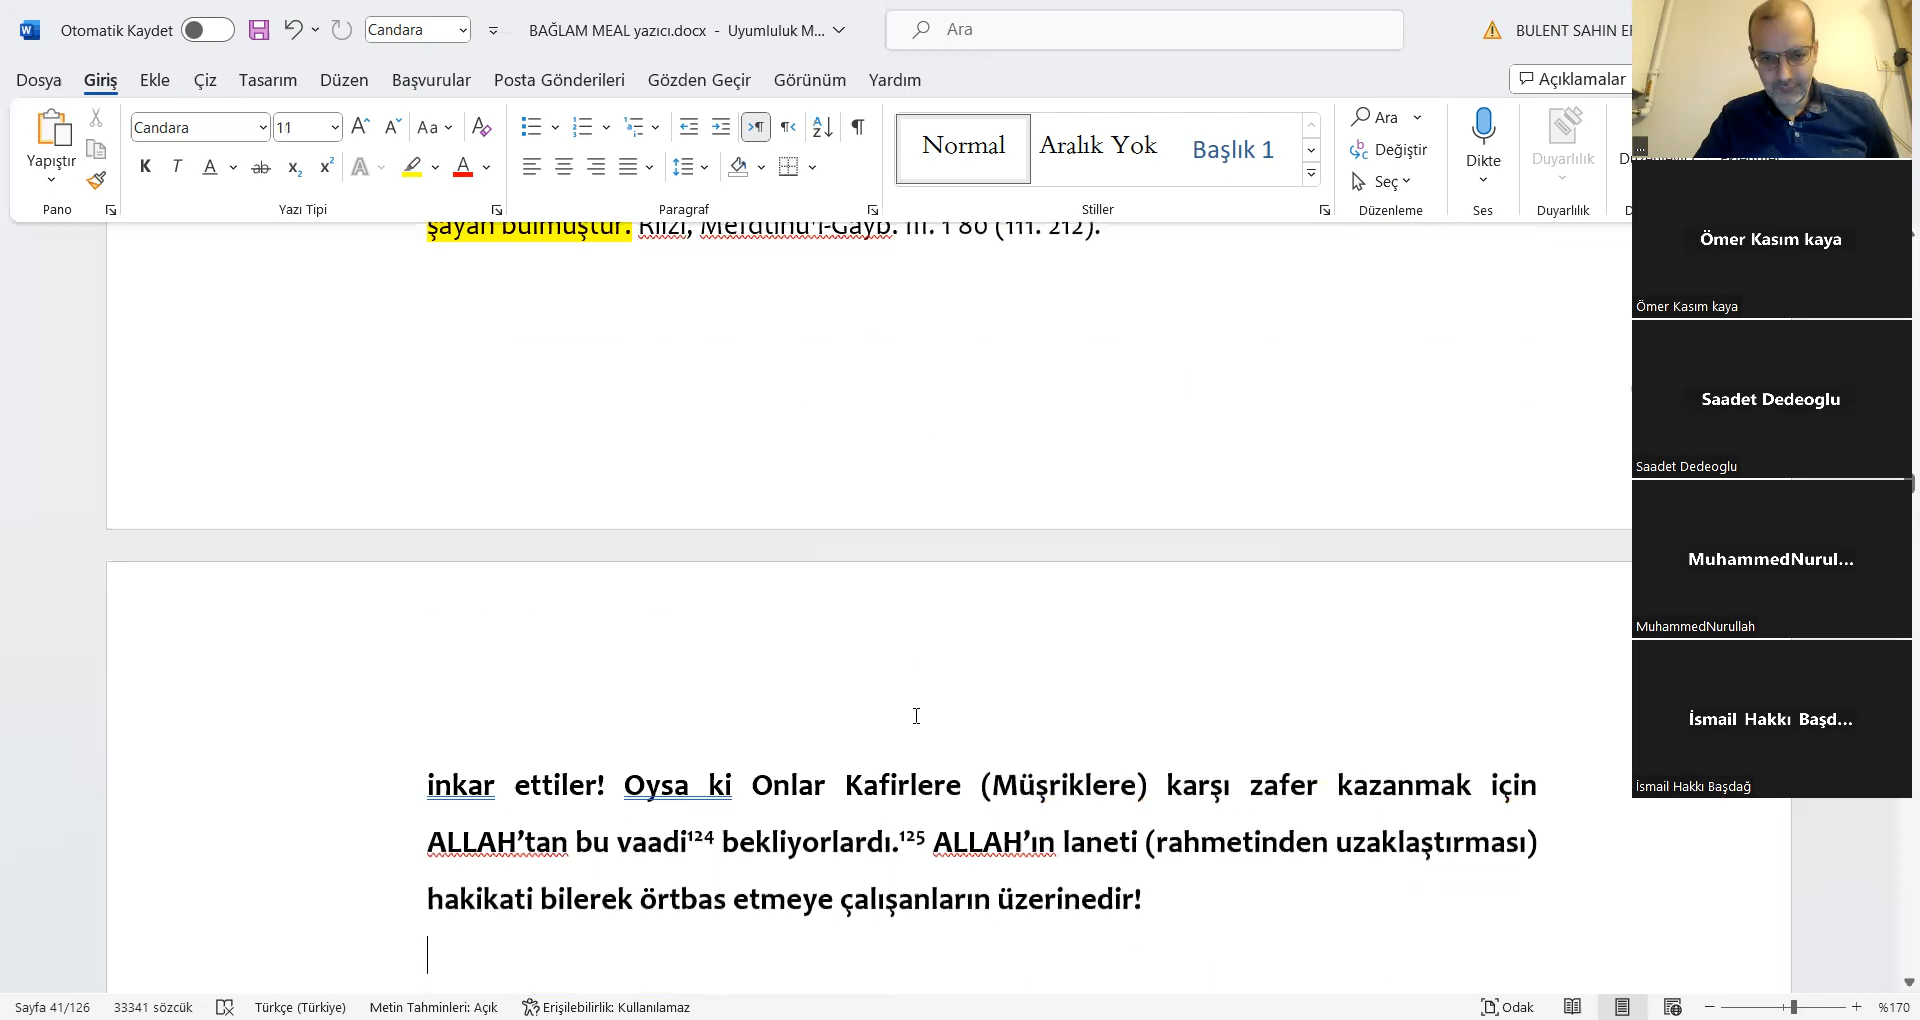 Otomatik Kaydet
Candara
BAĞLAM MEAL yazıcı.docx - Uyumluluk M...
Ara
BULENT SAHIN
Dosya Giriş Ekle Çiz Tasarım Düzen Başvurular Posta Gönderileri Gözden Geçir Görünüm Yardım
Açıklamalar
Yapıştır
Candara 11
Normal Aralık Yok Başlık 1
Ara
Değiştir
Seç
Dikte
Duyarlılık
Pano Yazı Tipi Paragraf Stiller Düzenleme Ses Duyarlılık
şayan bulmuştur.
inkar ettiler! Oysa ki Onlar Kafirlere (Müşriklere) karşı zafer kazanmak için
ALLAH’tan bu vaadi¹²⁴ bekliyorlardı.¹²⁵ ALLAH’ın laneti (rahmetinden uzaklaştırması)
hakikati bilerek örtbas etmeye çalışanların üzerinedir!
Ömer Kasım kaya
Ömer Kasım kaya
Saadet Dedeoglu
Saadet Dedeoglu
MuhammedNurul...
MuhammedNurullah
İsmail Hakkı Başd...
İsmail Hakkı Başdağ
Sayfa 41/126 33341 sözcük Türkçe (Türkiye) Metin Tahminleri: Açık Erişilebilirlik: Kullanılamaz Odak %170